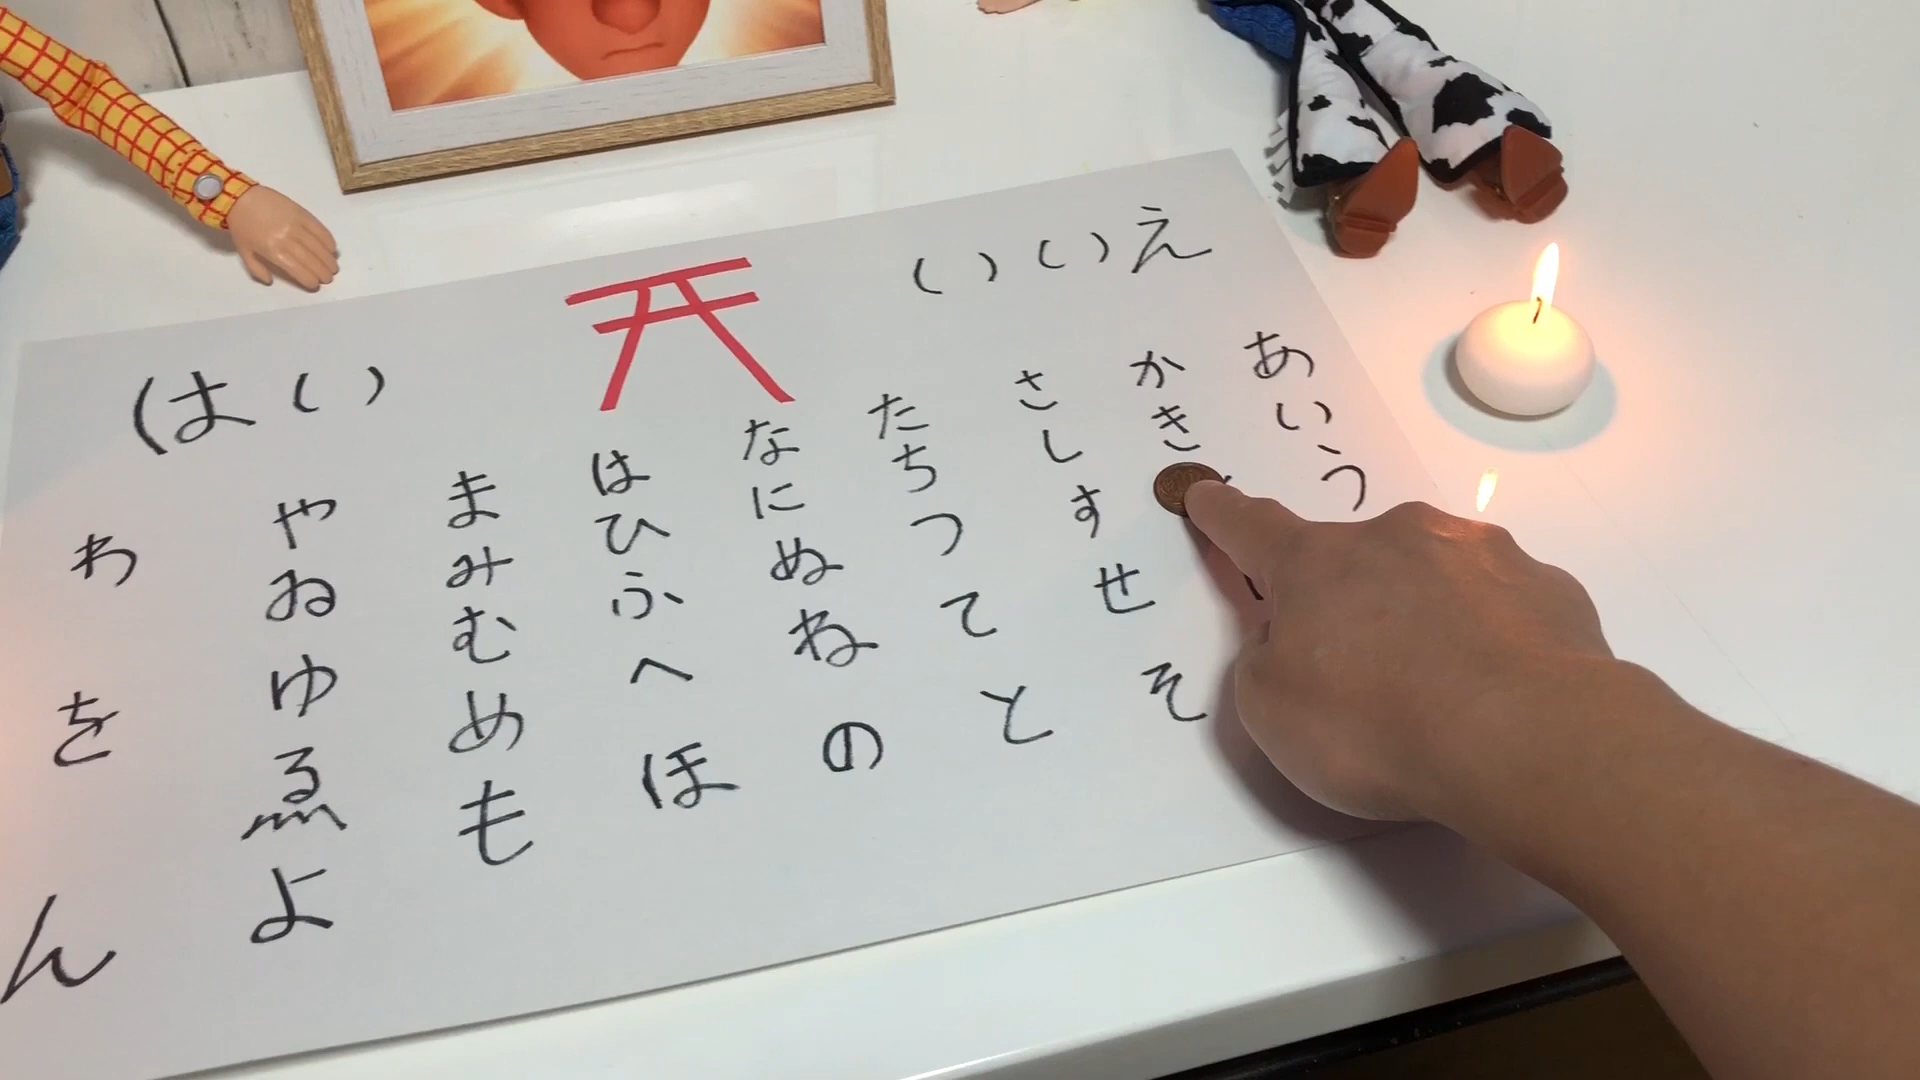 はい
いいえ
あいう
かき
さしすせそ
たちつてと
なにぬねの
はひふへほ
まみむめも
やゐゆゑよ
わをん